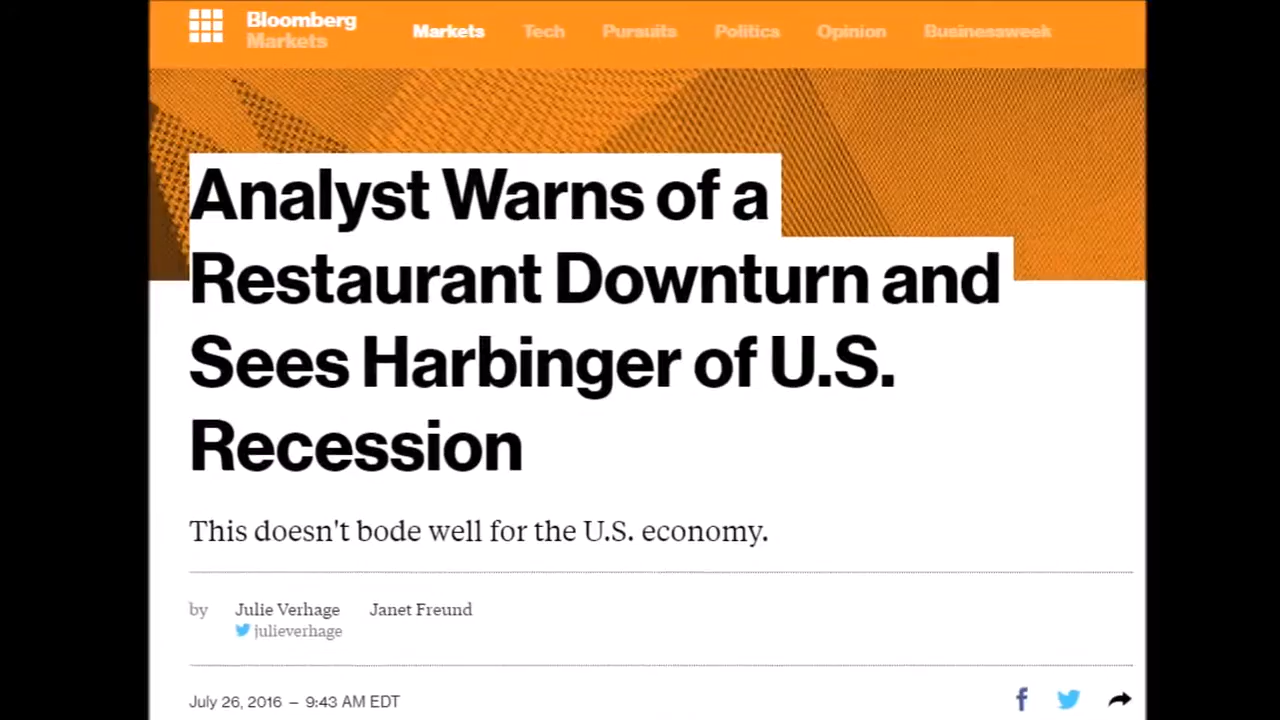 Bloomberg
Markets
Markets Tech Pursuits Politics Opinion Businessweek
Analyst Warns of a
Restaurant Downturn and
Sees Harbinger of U.S.
Recession
This doesn't bode well for the U.S. economy.
by Julie Verhage Janet Freund
julieverhage
July 26, 2016 – 9:43 AM EDT